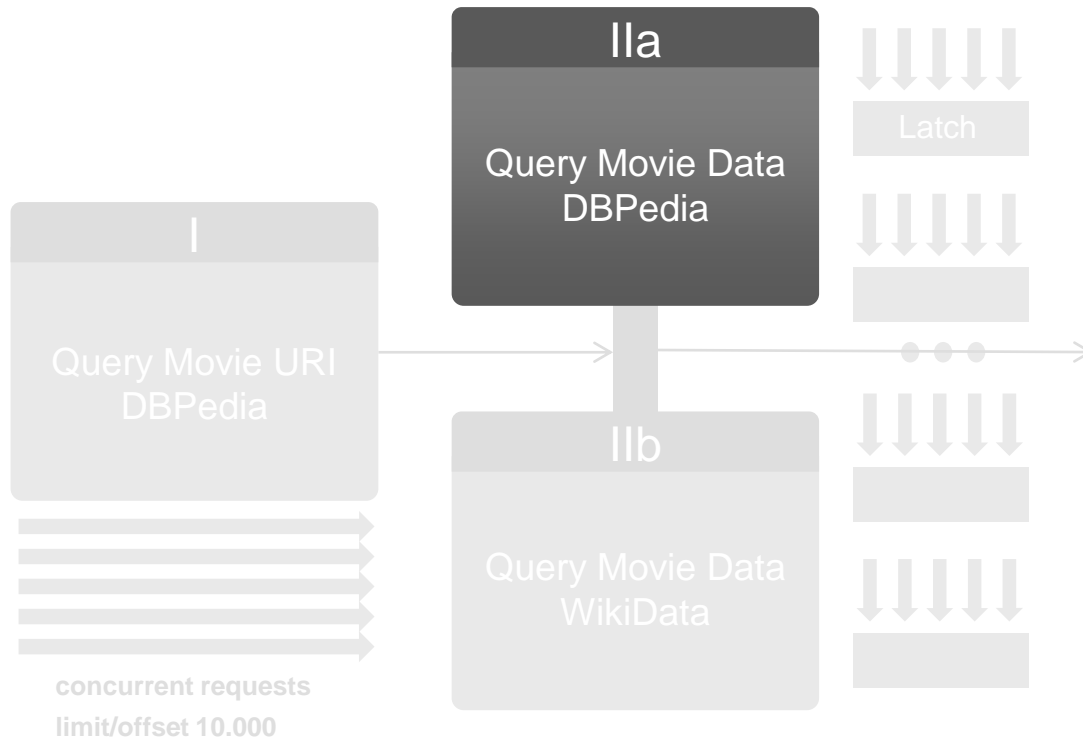 I
Query Movie URI
DBPedia
concurrent requests
limit/offset 10.000
IIa
Query Movie Data
DBPedia
IIb
Query Movie Data
WikiData
Latch